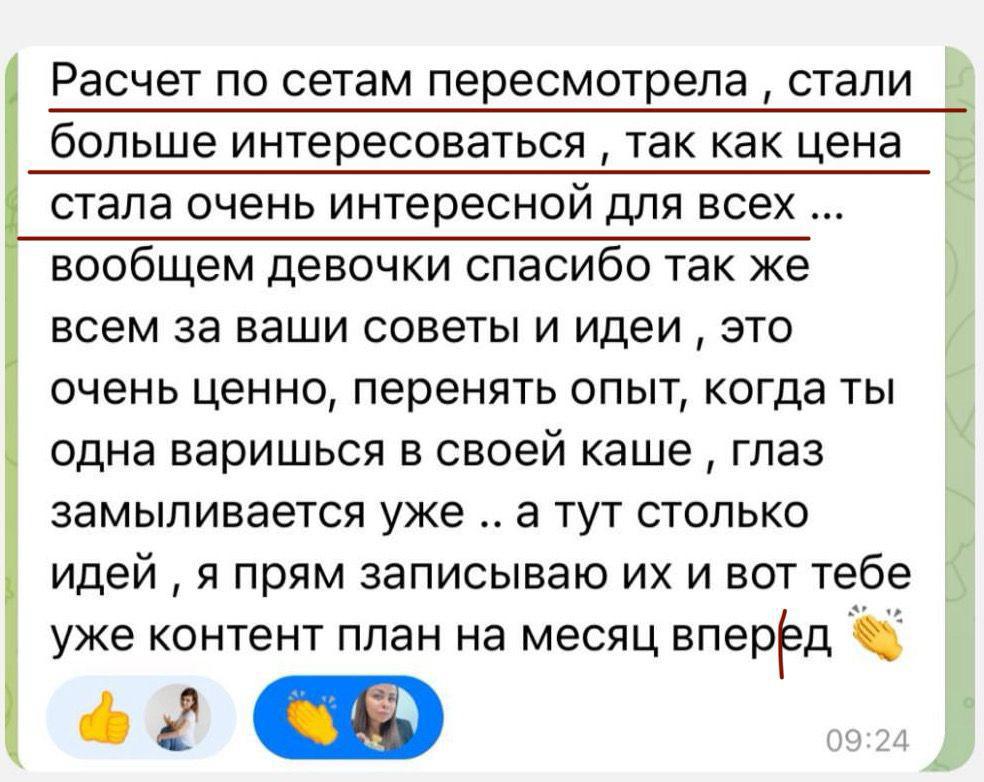 Расчет по сетам пересмотрела , стали
больше интересоваться , так как цена
стала очень интересной для всех ...
вообщем девочки спасибо так же
всем за ваши советы и идеи , это
очень ценно, перенять опыт, когда ты
одна варишься в своей каше , глаз
замыливается уже .. а тут столько
идей , я прям записываю их и вот тебе
уже контент план на месяц вперед 👏
09:24